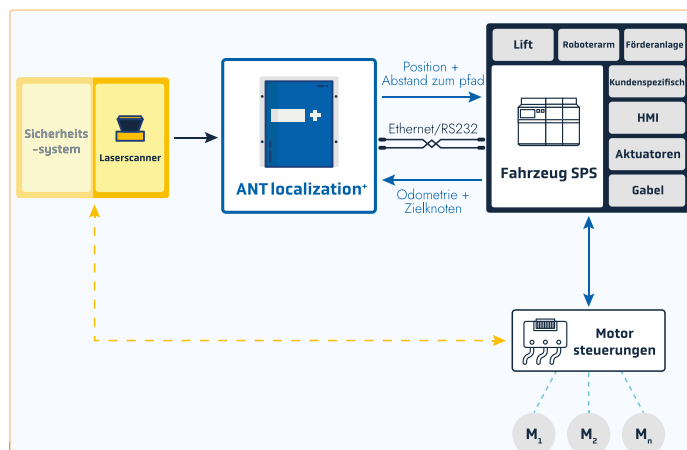 Lift
Roboterarm
Förderanlage
Position +
Abstand zum pfad
Kundenspezifisch
Sicherheits
-system
Laserscanner
Ethernet/RS232
HMI
Aktuatoren
Fahrzeug SPS
Gabel
ANT localization⁺
Odometrie +
Zielknoten
Motor
steuerungen
M₁
M₂
Mₙ